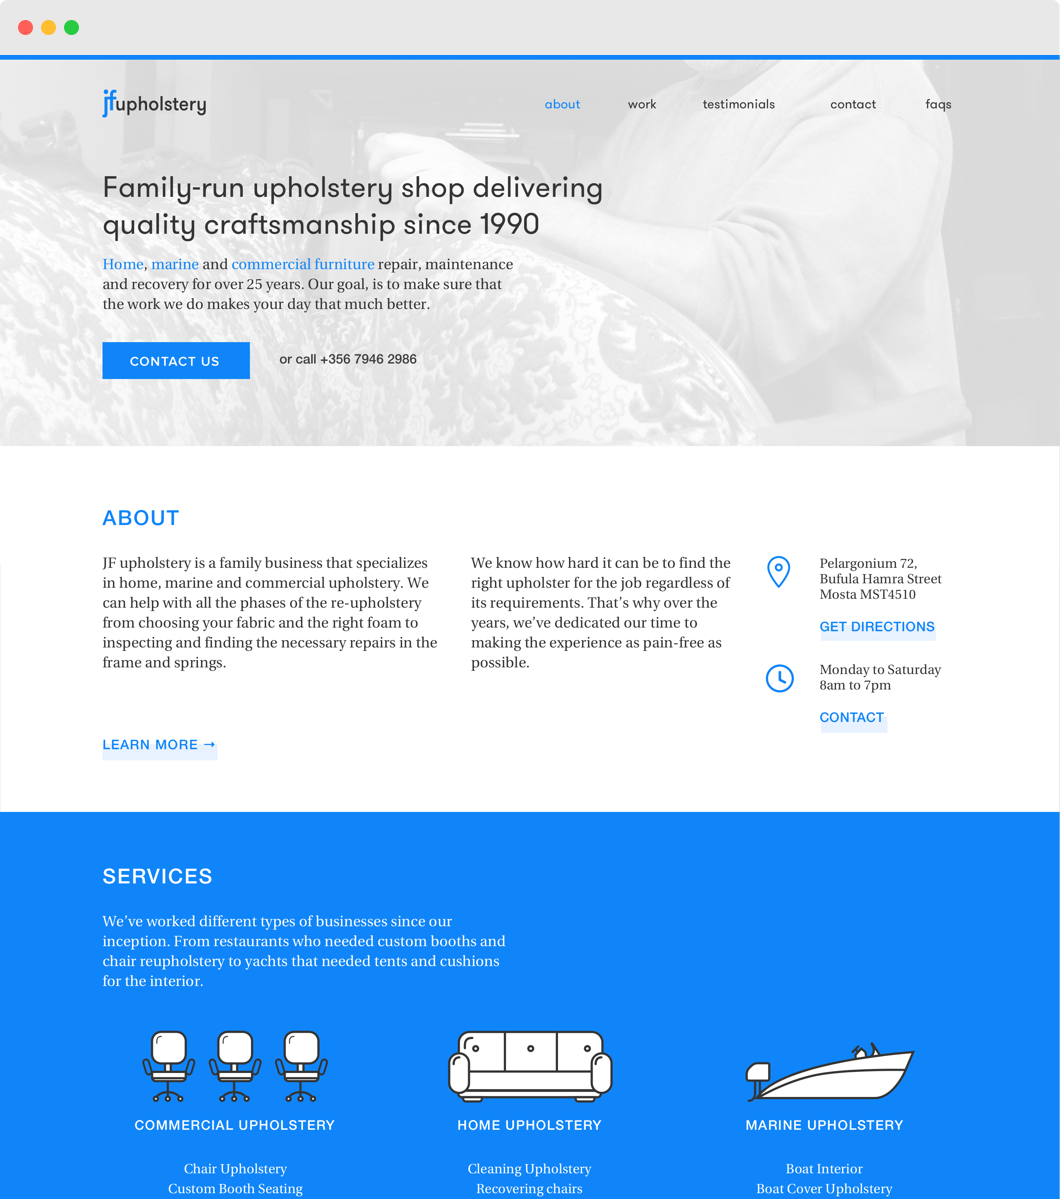 jfupholstery
about work testimonials contact faqs
Family-run upholstery shop delivering
quality craftsmanship since 1990
Home, marine and commercial furniture repair, maintenance
and recovery for over 25 years. Our goal, is to make sure that
the work we do makes your day that much better.
CONTACT US
or call +356 7946 2986
ABOUT
JF upholstery is a family business that specializes
in home, marine and commercial upholstery. We
can help with all the phases of the re-upholstery
from choosing your fabric and the right foam to
inspecting and finding the necessary repairs in the
frame and springs.
LEARN MORE →
We know how hard it can be to find the
right upholster for the job regardless of
its requirements. That's why over the
years, we've dedicated our time to
making the experience as pain-free as
possible.
Pelargonium 72,
Bufula Hamra Street
Mosta MST4510
GET DIRECTIONS
Monday to Saturday
8am to 7pm
CONTACT
SERVICES
We've worked different types of businesses since our
inception. From restaurants who needed custom booths and
chair reupholstery to yachts that needed tents and cushions
for the interior.
COMMERCIAL UPHOLSTERY
Chair Upholstery
Custom Booth Seating
HOME UPHOLSTERY
Cleaning Upholstery
Recovering chairs
MARINE UPHOLSTERY
Boat Interior
Boat Cover Upholstery